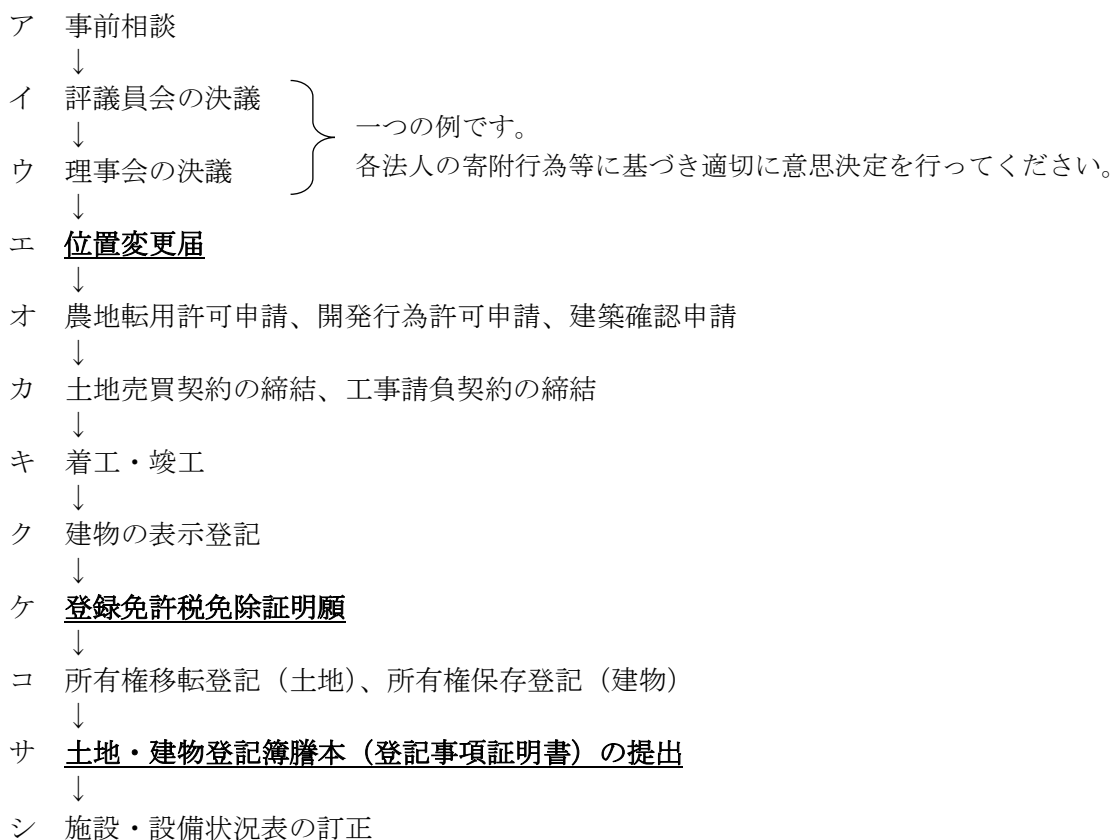 ア 事前相談
↓
イ 評議員会の決議
↓
ウ 理事会の決議
一つの例です。
各法人の寄附行為等に基づき適切に意思決定を行ってください。
↓
エ 位置変更届
↓
オ 農地転用許可申請、開発行為許可申請、建築確認申請
↓
カ 土地売買契約の締結、工事請負契約の締結
↓
キ 着工・竣工
↓
ク 建物の表示登記
↓
ケ 登録免許税免除証明願
↓
コ 所有権移転登記(土地)、所有権保存登記(建物)
↓
サ 土地・建物登記簿謄本(登記事項証明書)の提出
↓
シ 施設・設備状況表の訂正